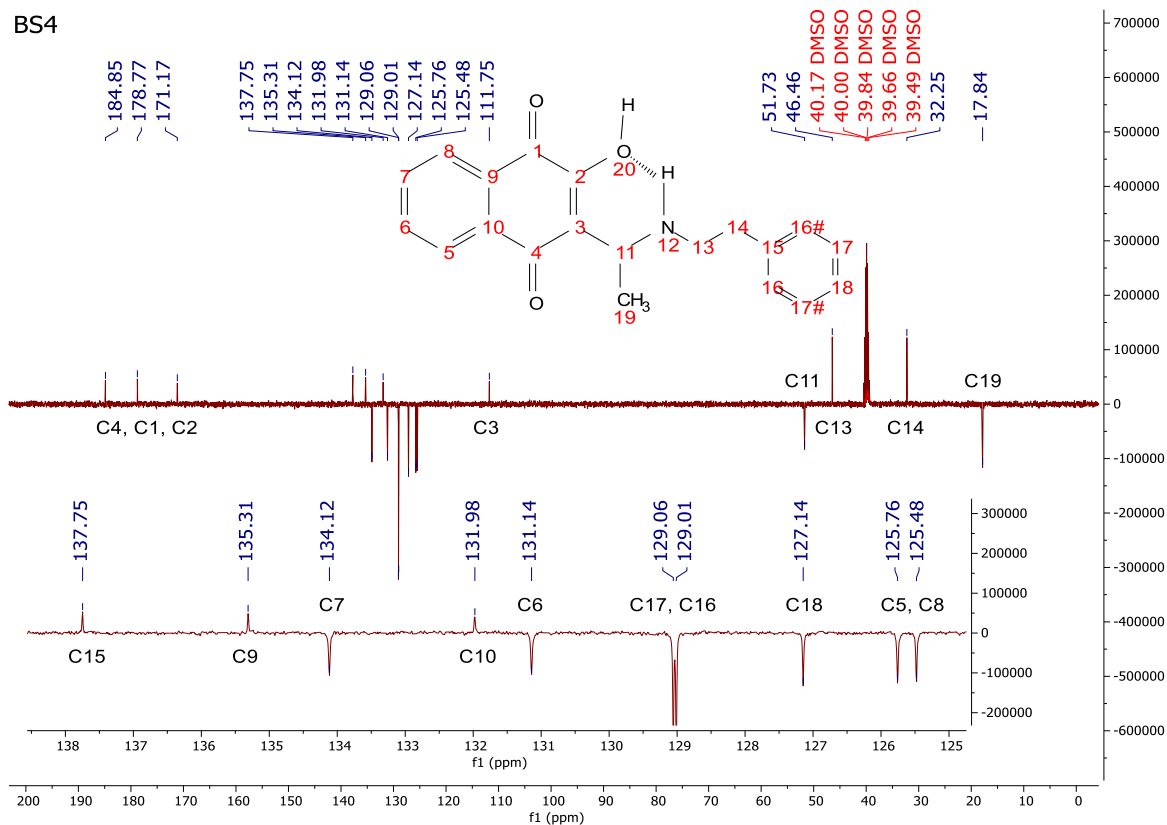 BS4
184.85
178.77
171.17
137.75
135.31
134.12
131.98
131.14
129.06
129.01
127.14
125.76
125.48
111.75
51.73
46.46
40.17 DMSO
40.00 DMSO
39.84 DMSO
39.66 DMSO
39.49 DMSO
32.25
17.84
O
H
8
1
O
20
H
7
9
2
6
10
3
N
12
14
16#
5
4
11
13
15
17
O
CH3
19
16
18
17#
C4, C1, C2
C3
C11
C13
C14
C19
137.75
135.31
134.12
131.98
131.14
129.06
129.01
127.14
125.76
125.48
C7
C6
C17, C16
C18
C5, C8
C15
C9
C10
300000
200000
100000
0
-100000
-200000
138 137 136 135 134 133 132 131 130 129 128 127 126 125
f1 (ppm)
700000
600000
500000
400000
300000
200000
100000
0
-100000
-200000
-300000
-400000
-500000
-600000
200 190 180 170 160 150 140 130 120 110 100 90 80 70 60 50 40 30 20 10 0
f1 (ppm)